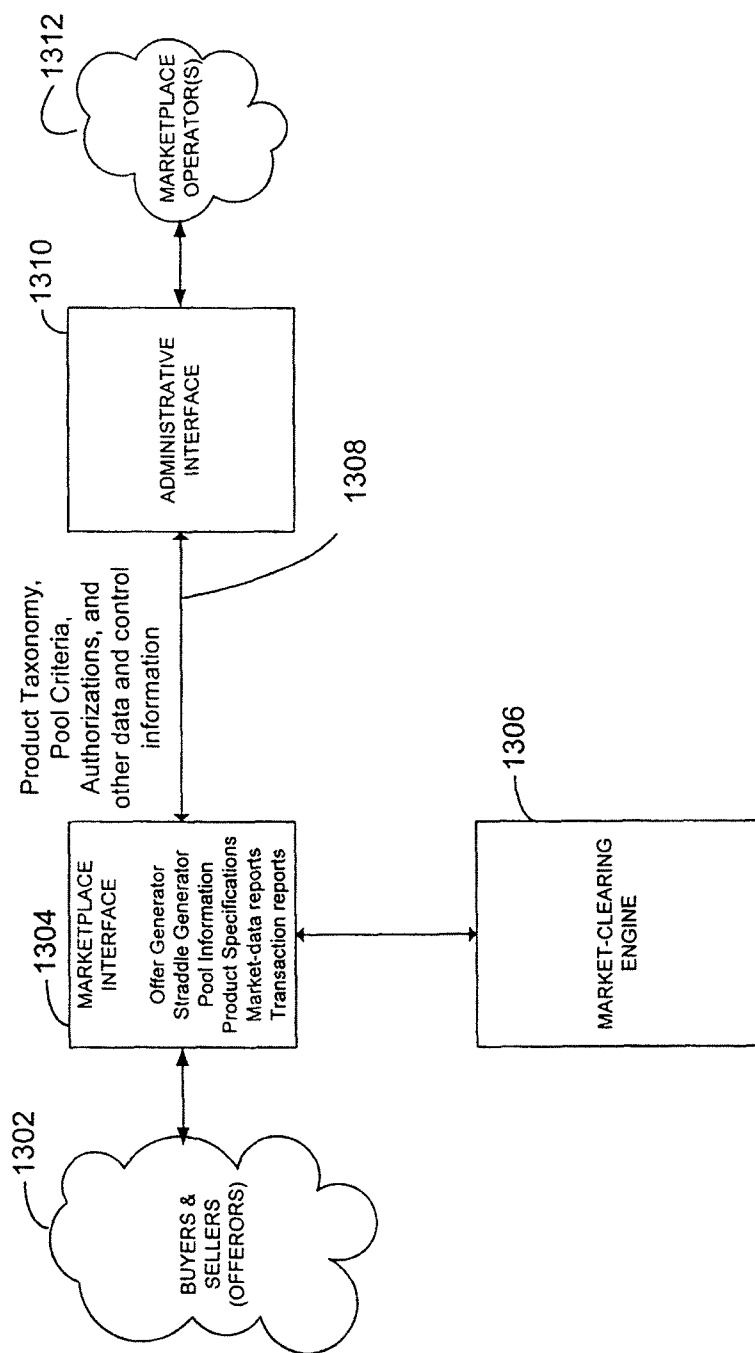 1302
BUYERS &
SELLERS
(OFFERORS)
1304
MARKETPLACE
INTERFACE
Offer Generator
Straddle Generator
Pool Information
Product Specifications
Market-data reports
Transaction reports
1306
MARKET-CLEARING
ENGINE
Product Taxonomy,
Pool Criteria,
Authorizations, and
other data and control
information
1308
1310
ADMINISTRATIVE
INTERFACE
1312
MARKETPLACE
OPERATOR(S)